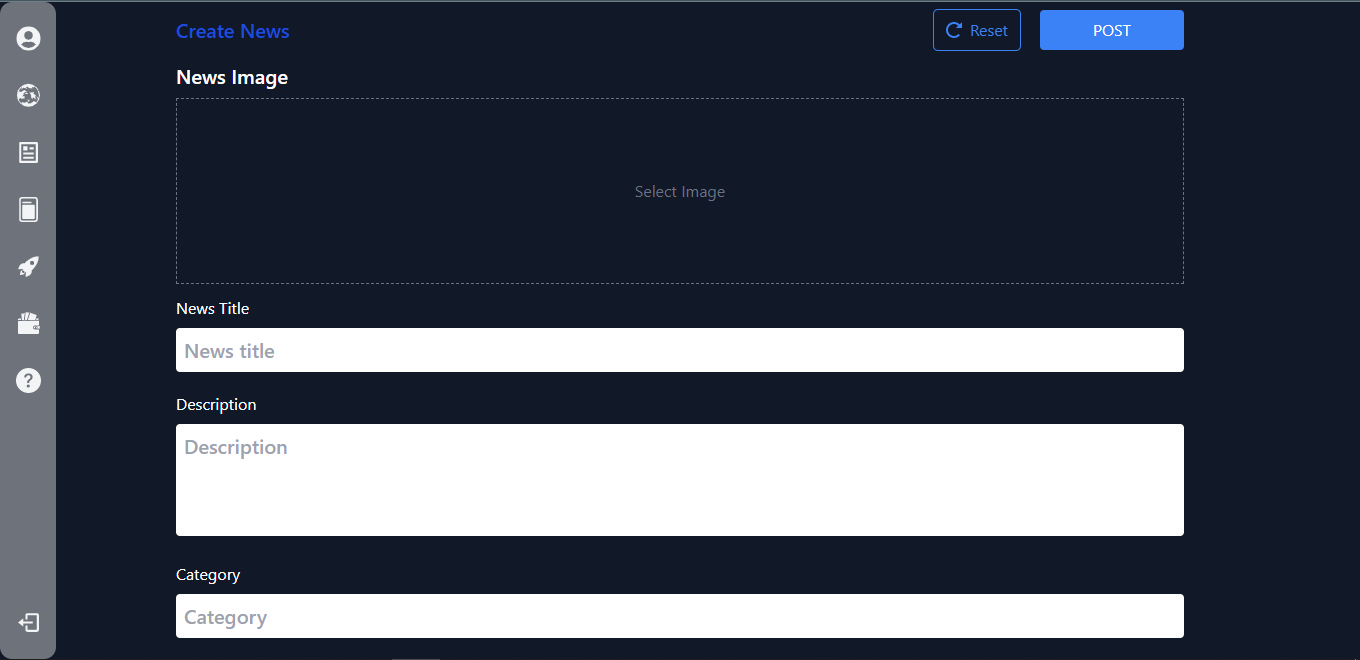 Create News
Reset
POST
News Image
Select Image
News Title
News title
Description
Description
Category
Category